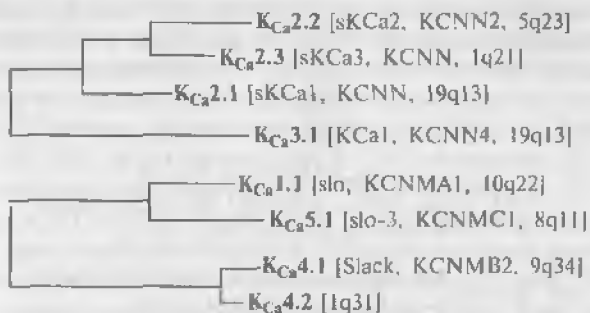 KCa2.2 [sKCa2, KCNN2, 5q23]
KCa2.3 [sKCa3, KCNN, 1q21]
KCa2.1 [sKCa1, KCNN, 19q13]
KCa3.1 [KCa1, KCNN4, 19q13]
KCa1.1 [slo, KCNMA1, 10q22]
KCa5.1 [slo-3, KCNMC1, 8q11]
KCa4.1 [Slack, KCNMB2, 9q34]
KCa4.2 [1q31]